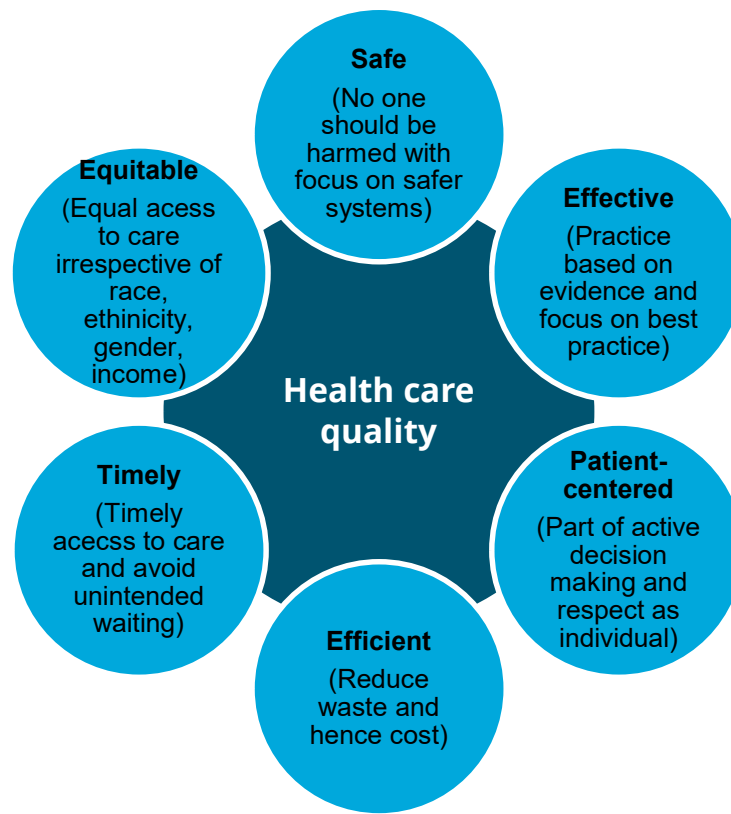 Safe
(No one
should be
harmed with
focus on safer
systems)
Effective
(Practice
based on
evidence and
focus on best
practice)
Patient-
centered
(Part of active
decision
making and
respect as
individual)
Efficient
(Reduce
waste and
hence cost)
Timely
(Timely
acecss to care
and avoid
unintended
waiting)
Equitable
(Equal acess
to care
irrespective of
race,
ethinicity,
gender,
income)
Health care
quality